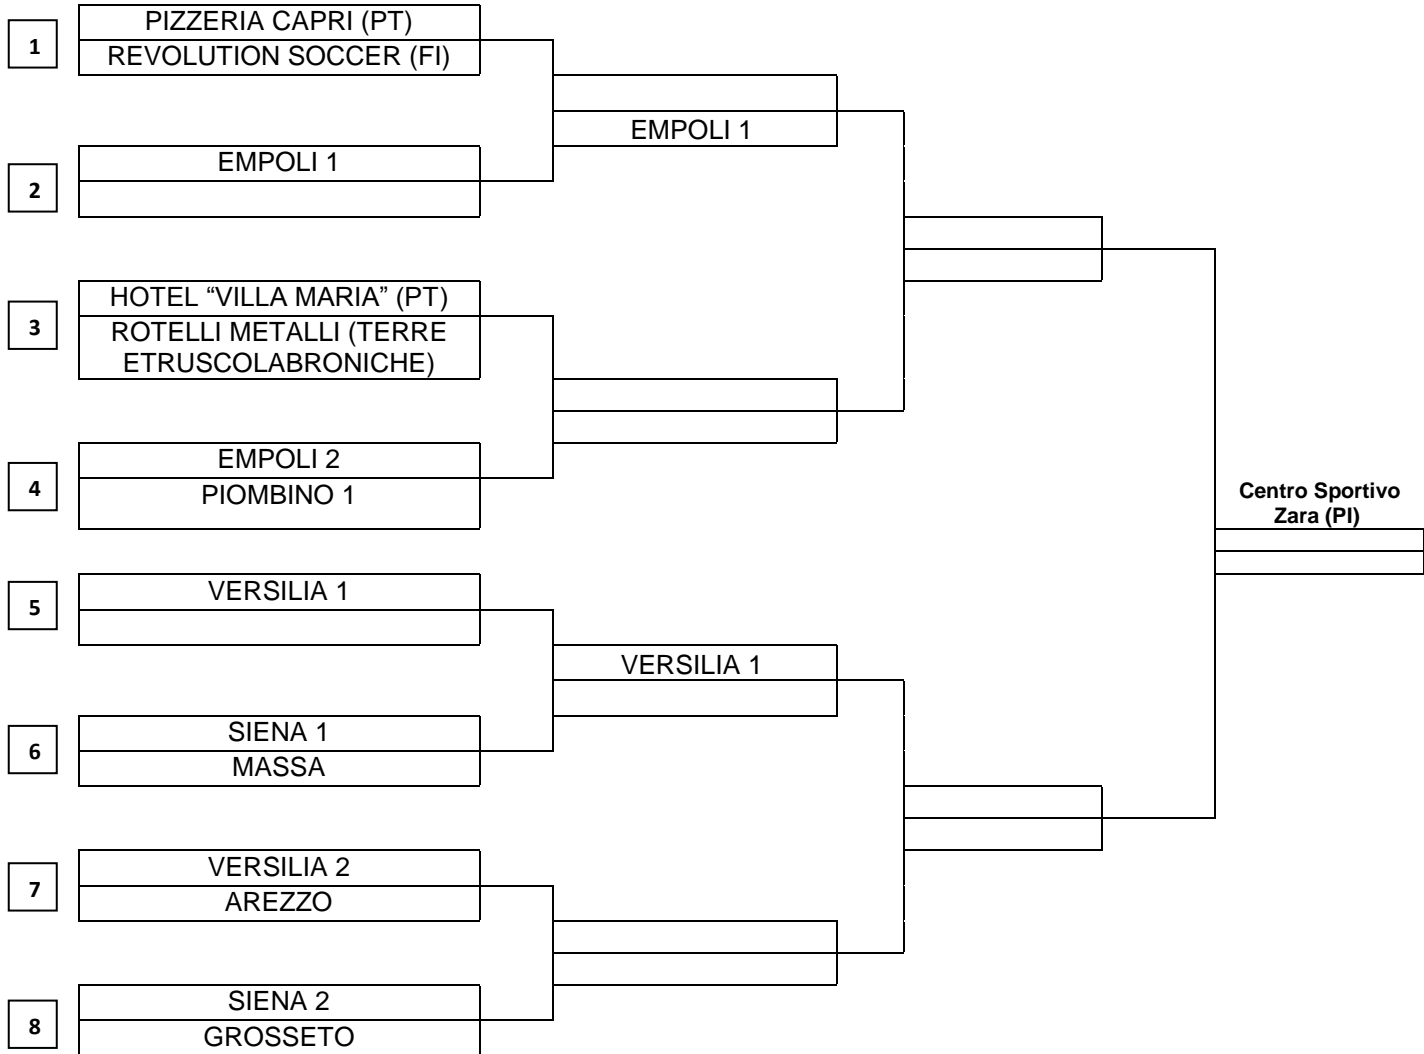 1
PIZZERIA CAPRI (PT)
REVOLUTION SOCCER (FI)
EMPOLI 1
2
EMPOLI 1
3
HOTEL “VILLA MARIA” (PT)
ROTELLI METALLI (TERRE
ETRUSCOLABRONICHE)
4
EMPOLI 2
PIOMBINO 1
Centro Sportivo
Zara (PI)
5
VERSILIA 1
VERSILIA 1
6
SIENA 1
MASSA
7
VERSILIA 2
AREZZO
8
SIENA 2
GROSSETO